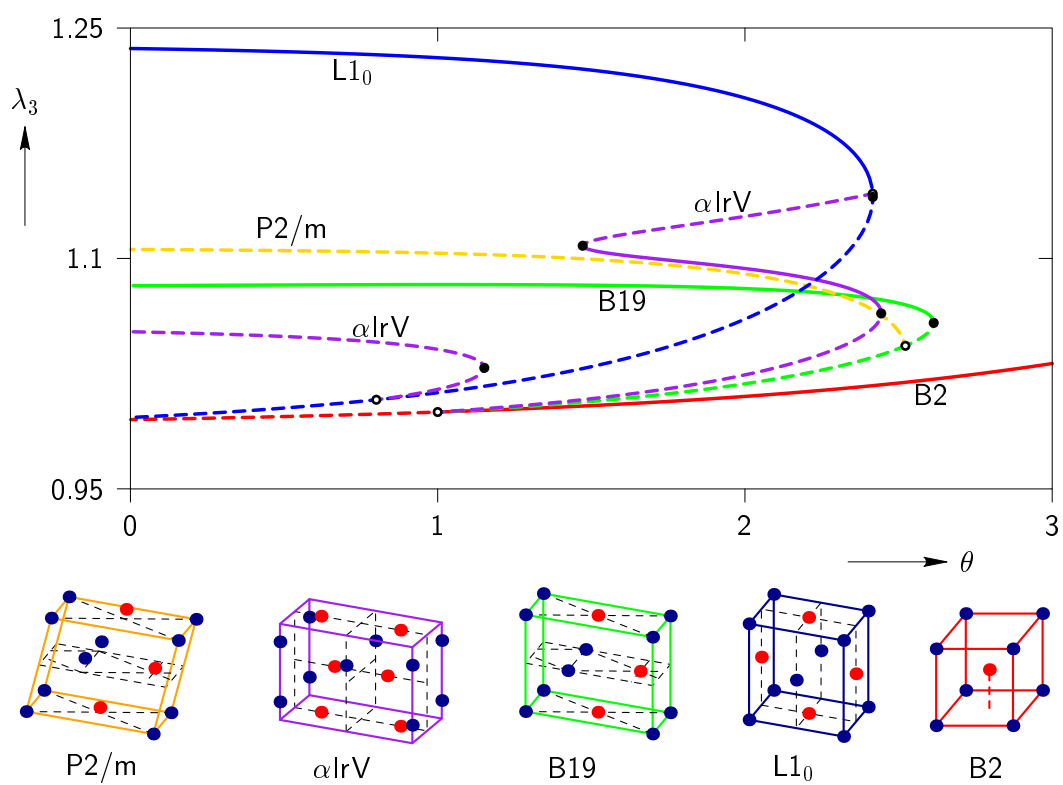 1.25
L1₀
λ₃
αIrV
P2/m
1.1
B19
αIrV
B2
0.95
0 1 2 3
θ
P2/m αIrV B19 L1₀ B2